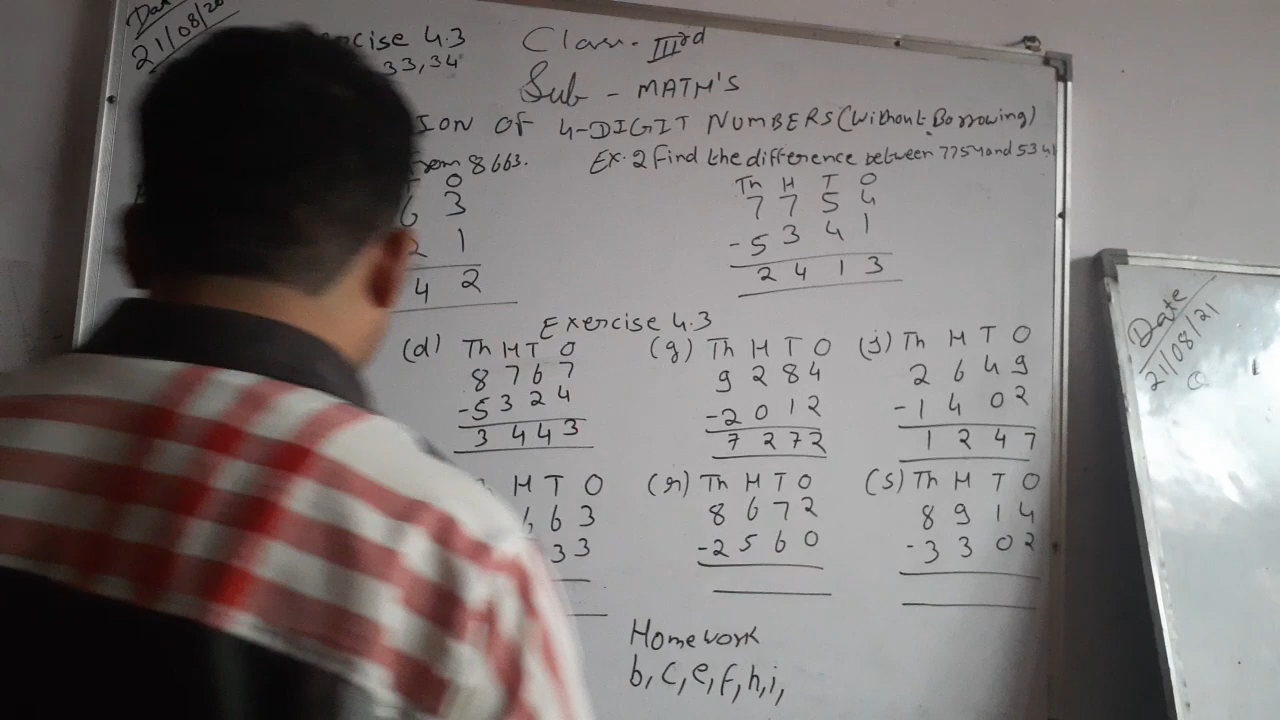 Date
21/08/20
Exercise 4.3 Class- IIIrd
33,34
Sub - MATH'S
ION OF 4-DIGIT NUMBERS (Without Borrowing)
from 8663. Ex.2 Find the difference between 7754 and 5341
T O Th H T O
6 3 7 7 5 4
2 1 -5 3 4 1
4 2 2 4 1 3
Exercise 4.3
(d) Th H T O (g) Th H T O (j) Th H T O
8 7 6 7 9 2 8 4 2 6 4 9
-5 3 2 4 -2 0 1 2 -1 4 0 2
3 4 4 3 7 2 7 2 1 2 4 7
H T O (r) Th H T O (s) Th H T O
6 6 3 8 6 7 2 8 9 1 4
3 3 -2 5 6 0 -3 3 0 2
Homework
b, c, e, f, h, i,
Date
21/08/21
Q